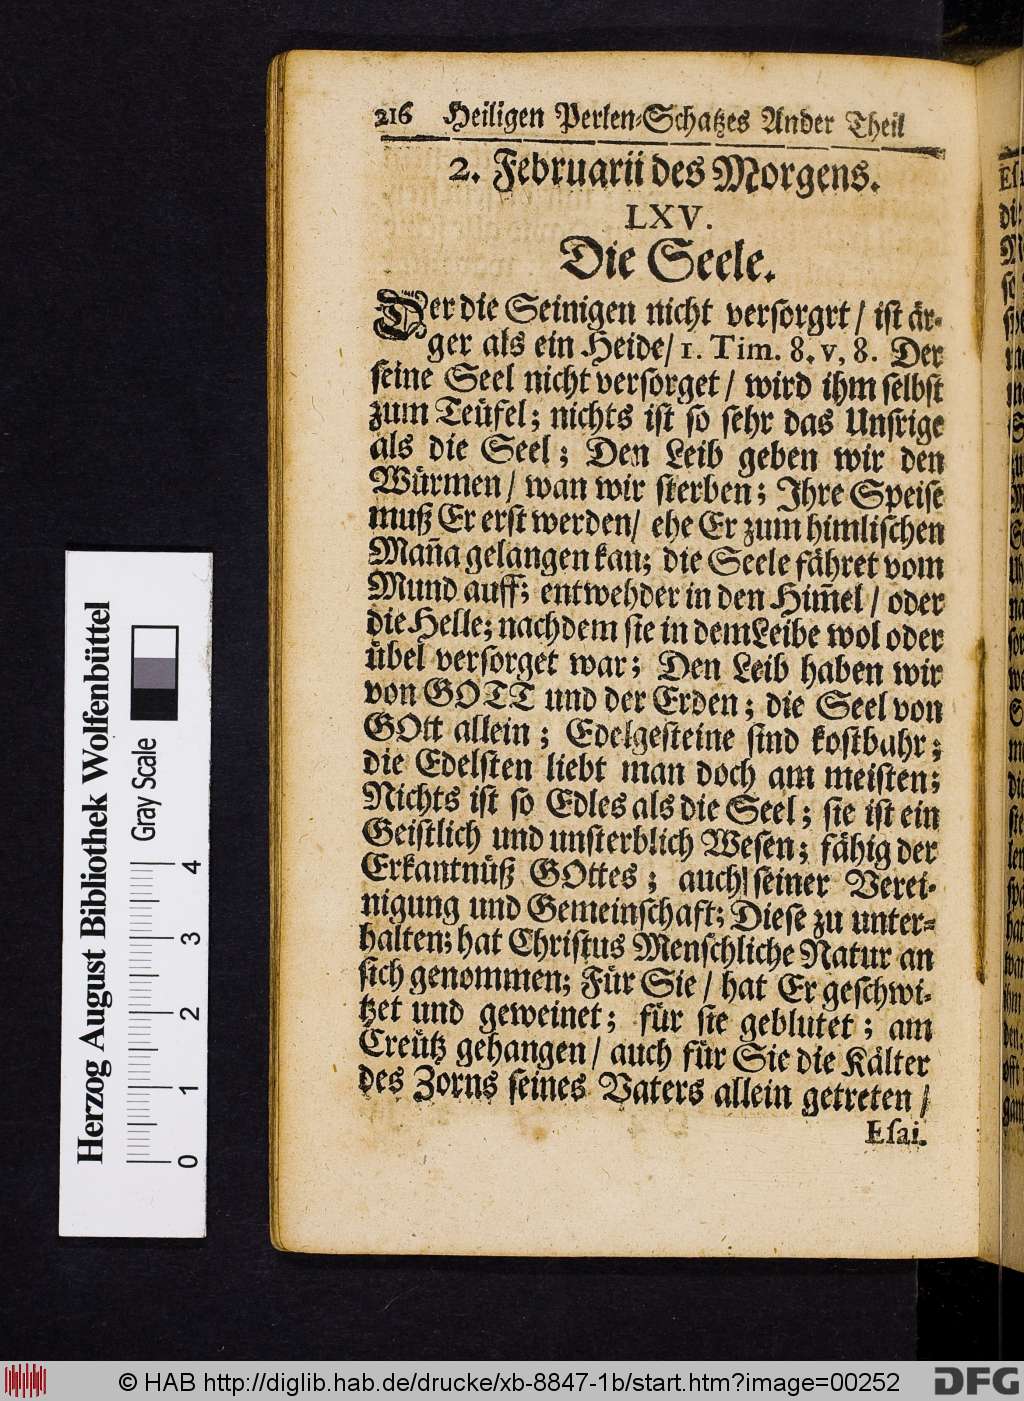 216 Heiligen Perlen-Schatzes Ander Theil
2. Februarii des Morgens.
LXV.
Die Seele.
Der die Seinigen nicht versorgrt / ist är-
ger als ein Heide / 1. Tim. 8. v. 8. Der
seine Seel nicht versorget / wird ihm selbst
zum Teüfel; nichts ist so sehr das Unsrige
als die Seel; Den Leib geben wir den
Würmen / wan wir sterben; Ihre Speise
muß Er erst werden / ehe Er zum himlischen
Maña gelangen kan; die Seele fähret vom
Mund auff; entwehder in den Him̃el / oder
die Helle; nachdem sie in dem Leibe wol oder
übel versorget war; Den Leib haben wir
von GOTT und der Erden; die Seel von
GOtt allein; Edelgesteine sind kostbahr;
die Edelsten liebt man doch am meisten;
Nichts ist so Edles als die Seel; sie ist ein
Geistlich und unsterblich Wesen; fähig der
Erkantnüß GOttes; auch seiner Verei-
nigung und Gemeinschaft; Diese zu unter-
halten; hat Christus Menschliche Natur an
sich genommen; Für Sie / hat Er geschwi-
tzet und geweinet; für sie geblutet; am
Creütz gehangen / auch für Sie die Kälter
des Zorns seines Vaters allein getreten /
Esai.
Herzog August Bibliothek Wolfenbüttel
Gray Scale
0 1 2 3 4
© HAB http://diglib.hab.de/drucke/xb-8847-1b/start.htm?image=00252
DFG